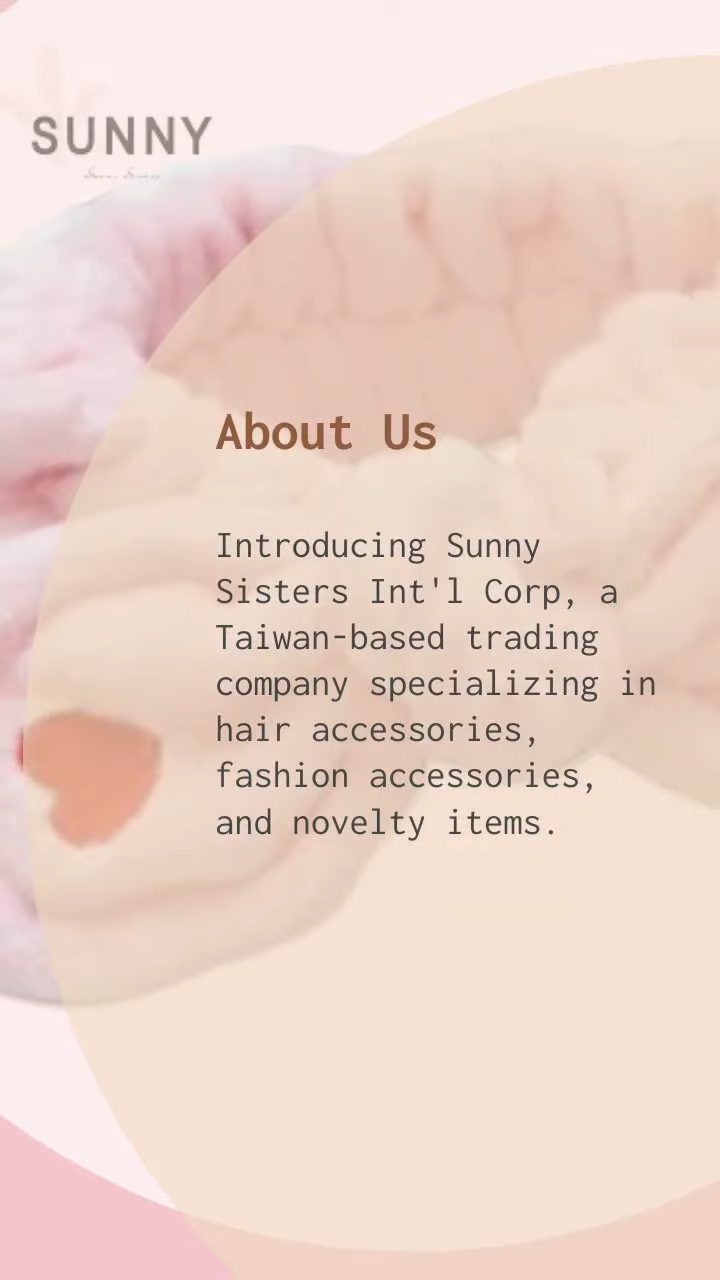 SUNNY
About Us
Introducing Sunny
Sisters Int'l Corp, a
Taiwan-based trading
company specializing in
hair accessories,
fashion accessories,
and novelty items.